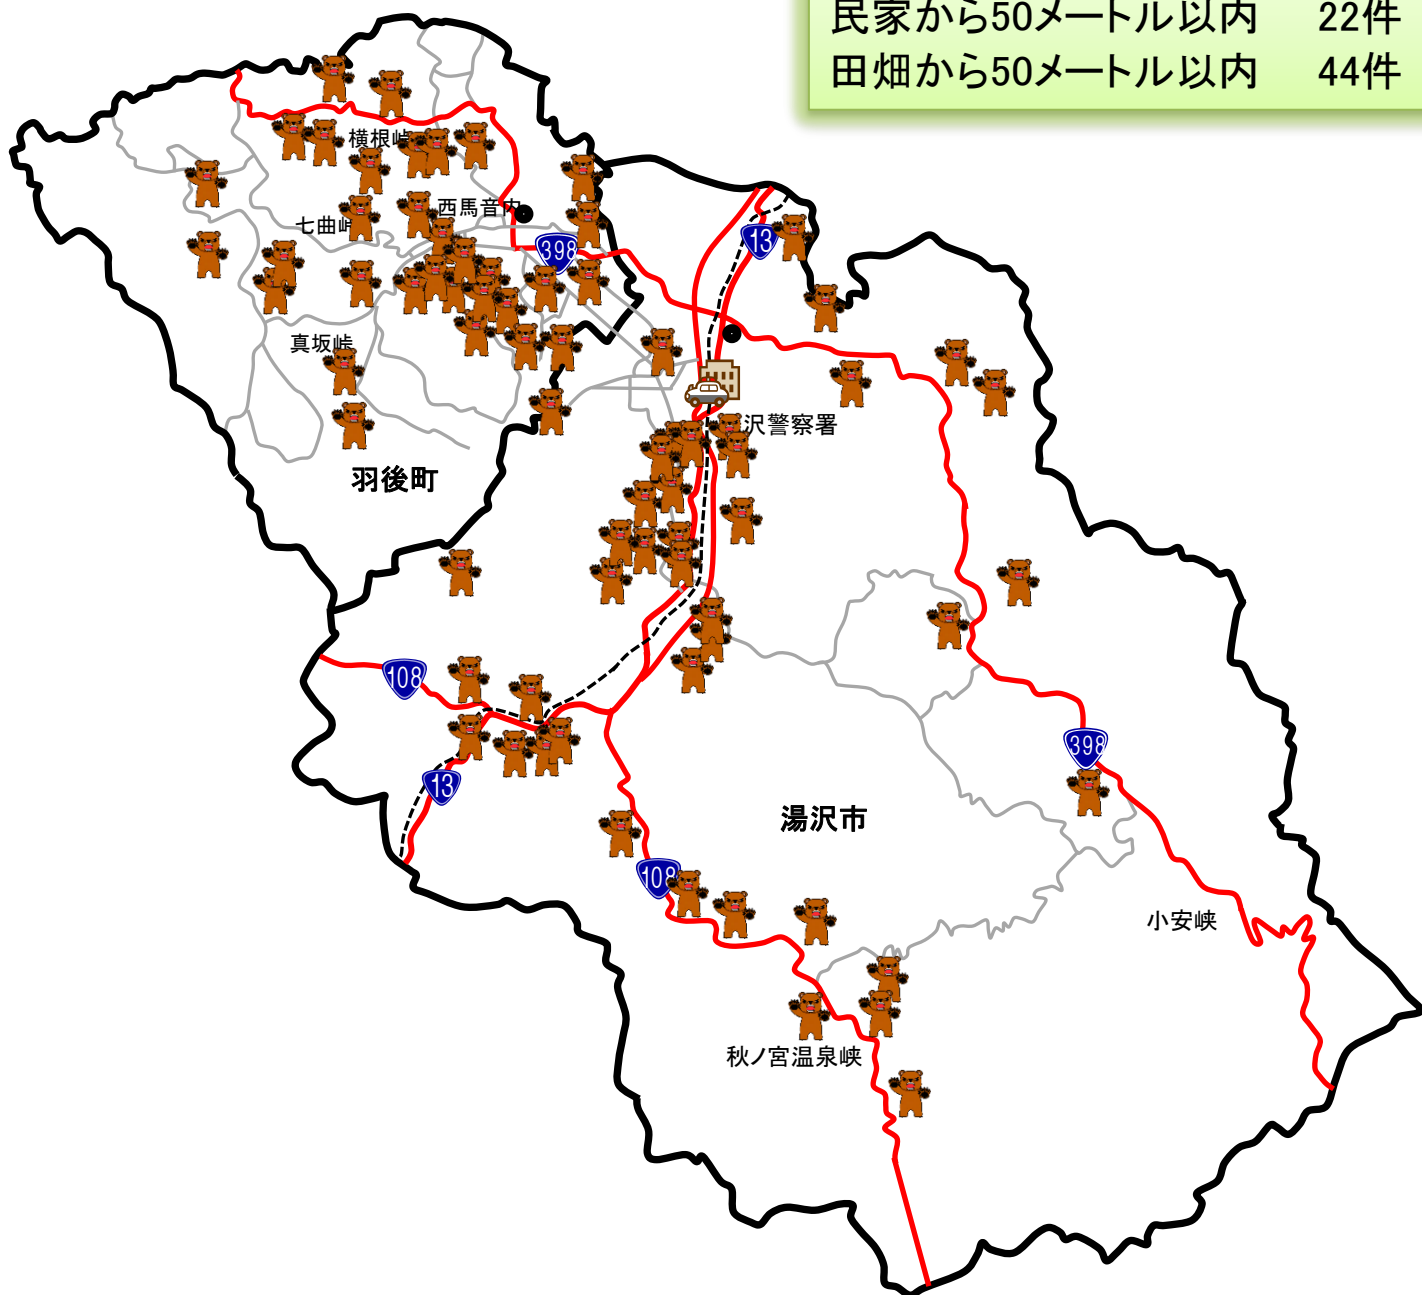 民家から50メートル以内 22件
田畑から50メートル以内 44件
横根峠
西馬音内
七曲峠
398
13
真坂峠
沢警察署
羽後町
108
398
13
湯沢市
108
小安峡
秋ノ宮温泉峡